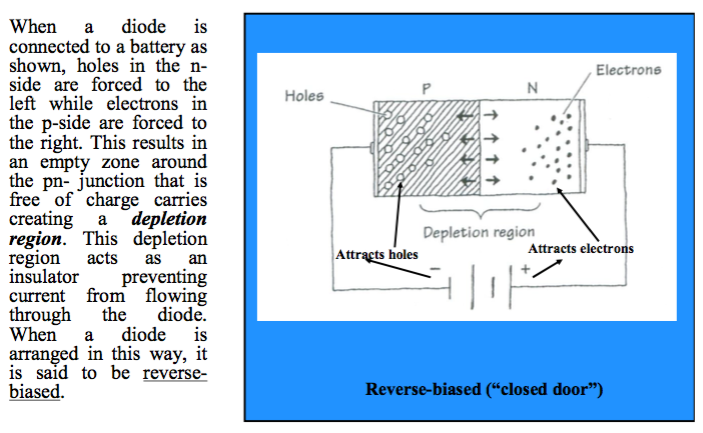 When a diode is
connected to a battery as
shown, holes in the n-
side are forced to the
left while electrons in
the p-side are forced to
the right. This results in
an empty zone around
the pn- junction that is
free of charge carries
creating a depletion
region. This depletion
region acts as an
insulator preventing
current from flowing
through the diode.
When a diode is
arranged in this way, it
is said to be reverse-
biased.
Electrons
Holes
P
N
Depletion region
Attracts holes
Attracts electrons
−
+
Reverse-biased (“closed door”)